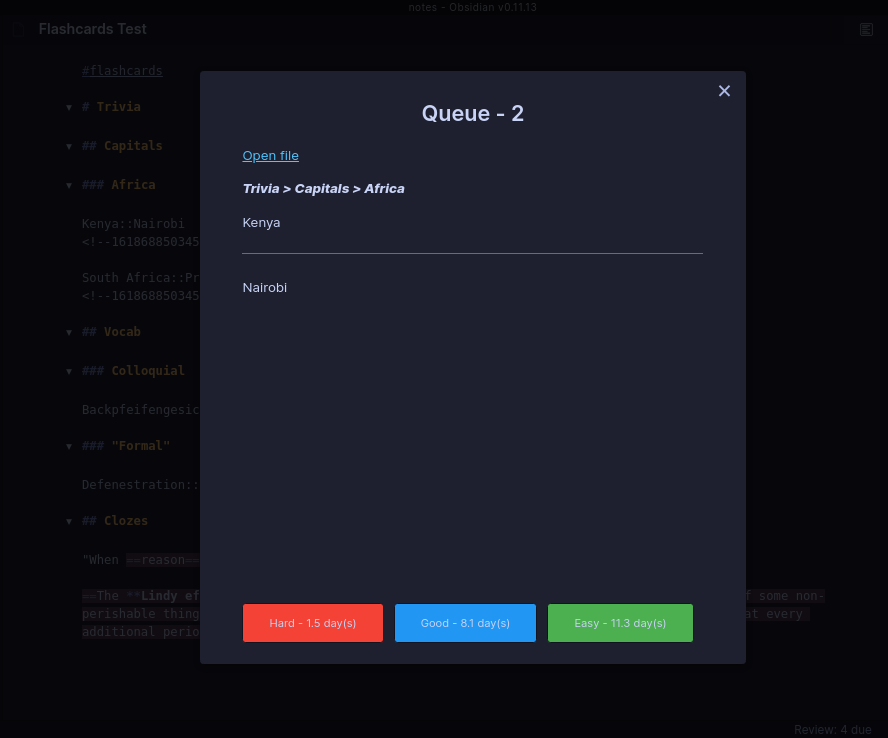 notes - Obsidian v0.11.13
Flashcards Test
#flashcards
# Trivia
## Capitals
### Africa
Kenya::Nairobi
<!--161868850345
South Africa::Pr
<!--161868850345
## Vocab
### Colloquial
Backpfeifengesic
### "Formal"
Defenestration::
## Clozes
"When ==reason==
==The **Lindy ef f some non-
perishable thing at every
additional perio
Queue - 2
Open file
Trivia > Capitals > Africa
Kenya
Nairobi
Hard - 1.5 day(s) Good - 8.1 day(s) Easy - 11.3 day(s)
Review: 4 due